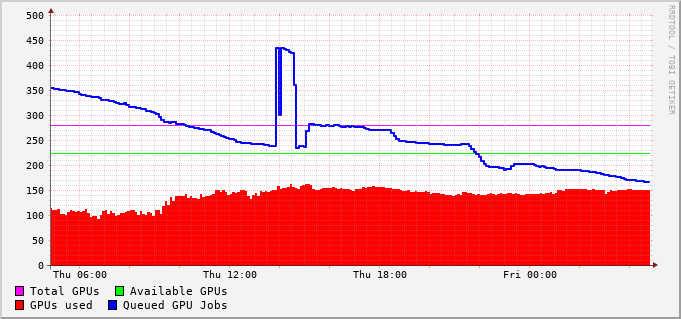 500
450
400
350
300
250
200
150
100
50
0
Thu 06:00 Thu 12:00 Thu 18:00 Fri 00:00
Total GPUs Available GPUs
GPUs used Queued GPU Jobs
RRDTOOL / TOBI OETIKER